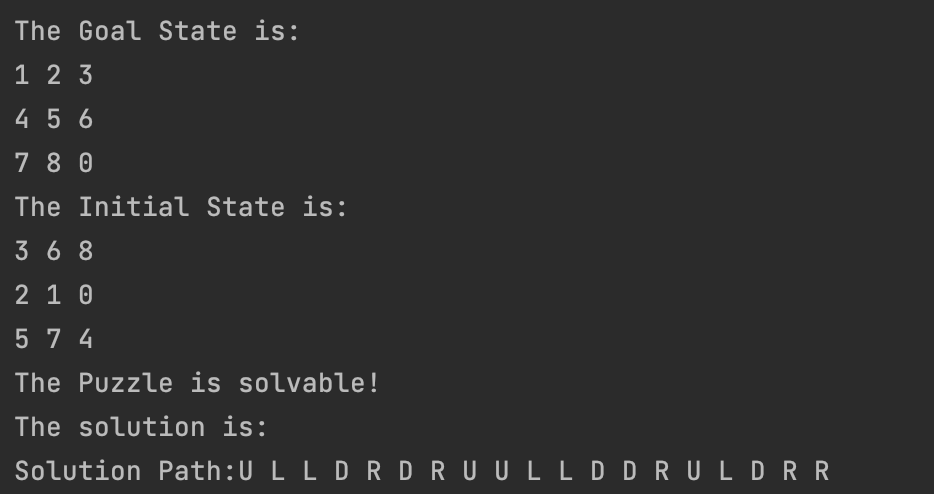 The Goal State is:
1 2 3
4 5 6
7 8 0
The Initial State is:
3 6 8
2 1 0
5 7 4
The Puzzle is solvable!
The solution is:
Solution Path:U L L D R D R U U L L D D R U L D R R